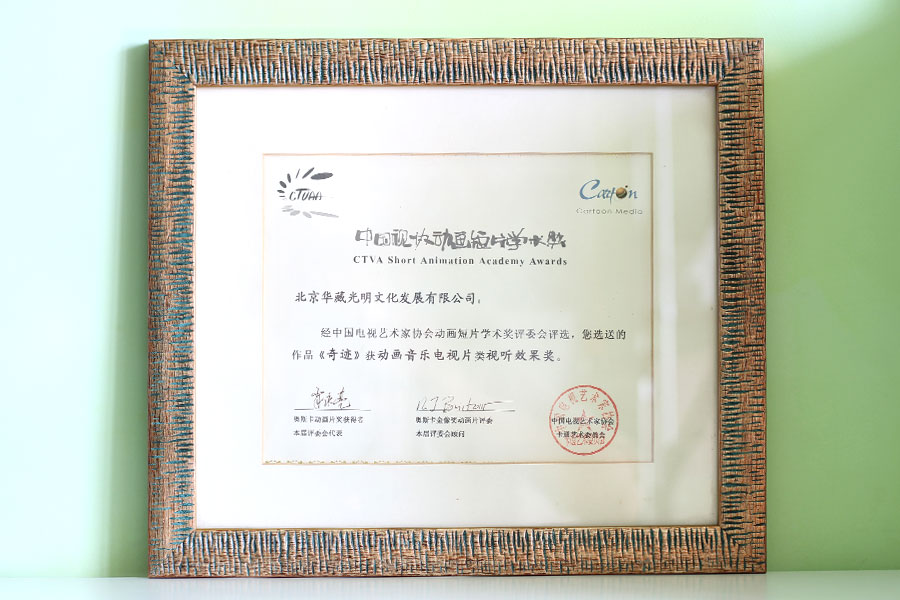 CTVAA
Cartoon
Cartoon Media
中国视协动画短片学术奖
CTVA Short Animation Academy Awards
北京华藏光明文化发展有限公司：
经中国电视艺术家协会动画短片学术奖评委会评选，您选送的
作品《奇迹》获动画音乐电视片类视听效果奖。
奥斯卡动画片奖获得者
本届评委会代表
奥斯卡金像奖动画片评委
本届评委会顾问
中国电视艺术家协会
卡通艺术委员会